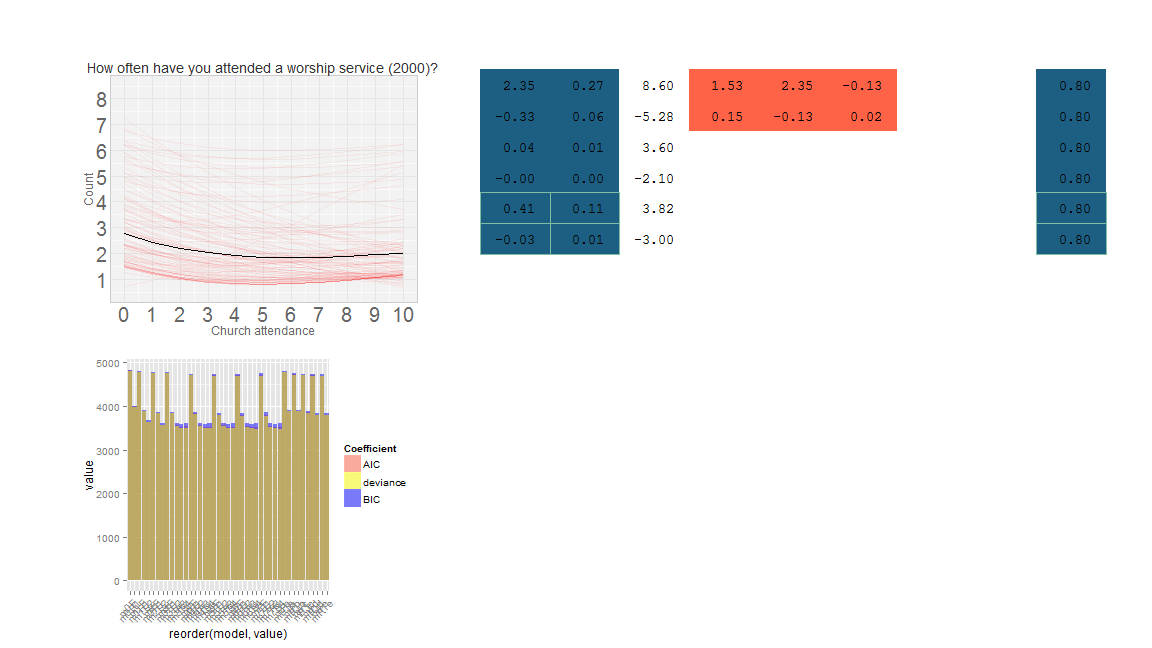 How often have you attended a worship service (2000)?
8
7
6
5
4
3
2
1
Count
0 1 2 3 4 5 6 7 8 9 10
Church attendance
2.35 0.27 8.60 1.53 2.35 −0.13 0.80
−0.33 0.06 −5.28 0.15 −0.13 0.02 0.80
0.04 0.01 3.60 0.80
−0.00 0.00 −2.10 0.80
0.41 0.11 3.82 0.80
−0.03 0.01 −3.00 0.80
5000
4000
3000
2000
1000
0
value
reorder(model, value)
Coefficient
AIC
deviance
BIC